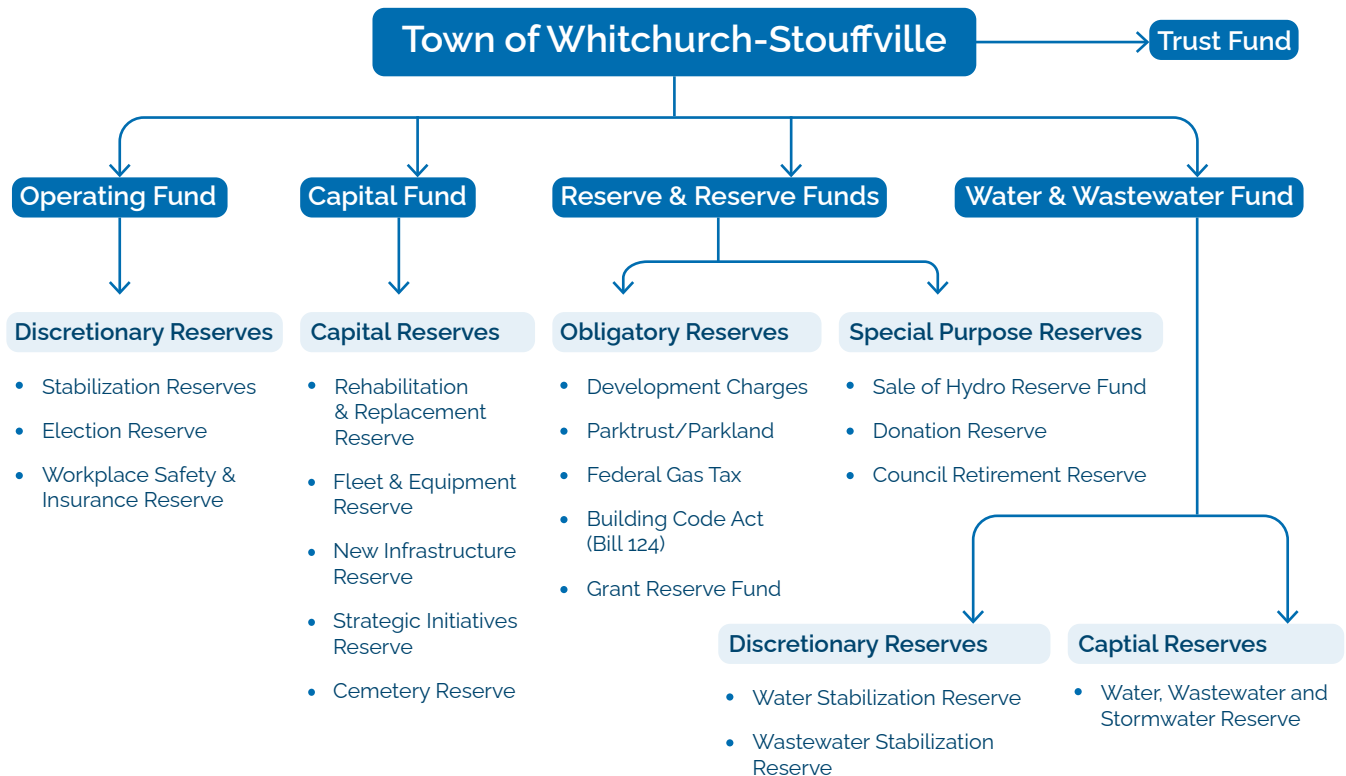 Town of Whitchurch-Stouffville
Trust Fund
Operating Fund
Capital Fund
Reserve & Reserve Funds
Water & Wastewater Fund
Discretionary Reserves
• Stabilization Reserves
• Election Reserve
• Workplace Safety &
Insurance Reserve
Capital Reserves
• Rehabilitation
& Replacement
Reserve
• Fleet & Equipment
Reserve
• New Infrastructure
Reserve
• Strategic Initiatives
Reserve
• Cemetery Reserve
Obligatory Reserves
• Development Charges
• Parktrust/Parkland
• Federal Gas Tax
• Building Code Act
(Bill 124)
• Grant Reserve Fund
Special Purpose Reserves
• Sale of Hydro Reserve Fund
• Donation Reserve
• Council Retirement Reserve
Discretionary Reserves
• Water Stabilization Reserve
• Wastewater Stabilization
Reserve
Captial Reserves
• Water, Wastewater and
Stormwater Reserve